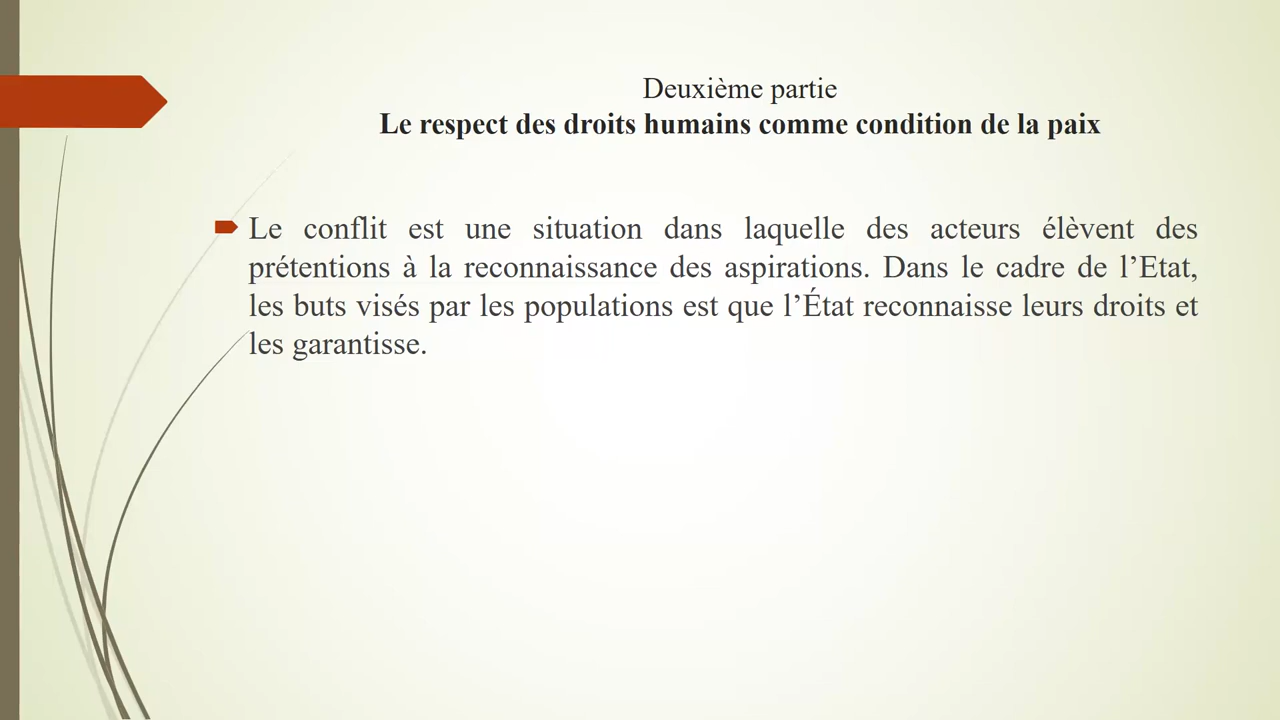 Deuxième partie
Le respect des droits humains comme condition de la paix
Le conflit est une situation dans laquelle des acteurs élèvent des
prétentions à la reconnaissance des aspirations. Dans le cadre de l’Etat,
les buts visés par les populations est que l’État reconnaisse leurs droits et
les garantisse.